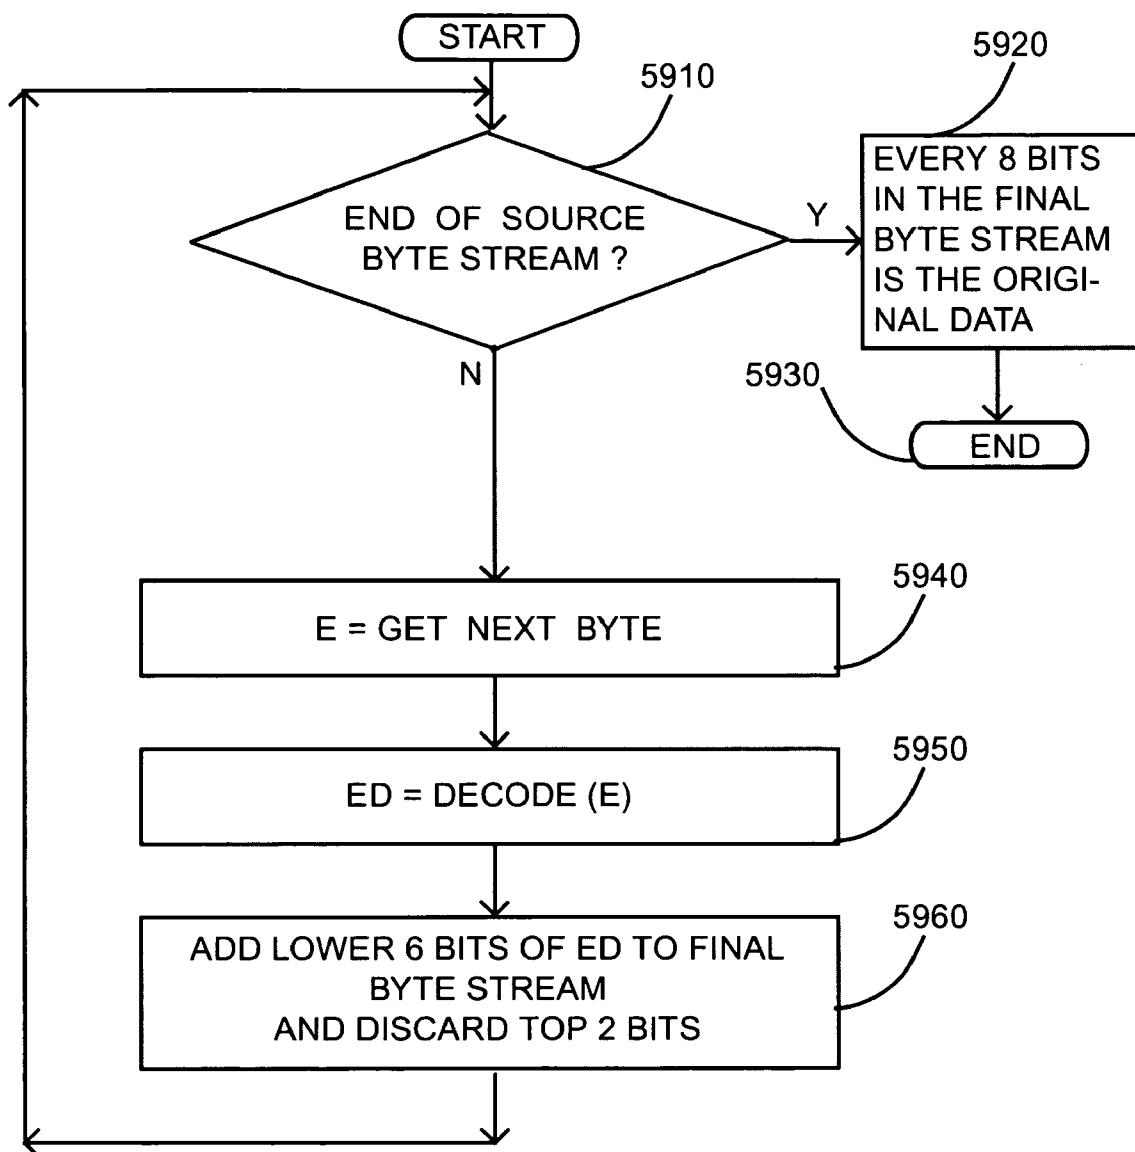 START
5910
5920
END OF SOURCE
BYTE STREAM ?
Y
EVERY 8 BITS
IN THE FINAL
BYTE STREAM
IS THE ORIGI-
NAL DATA
N
5930
END
5940
E = GET NEXT BYTE
5950
ED = DECODE (E)
5960
ADD LOWER 6 BITS OF ED TO FINAL
BYTE STREAM
AND DISCARD TOP 2 BITS